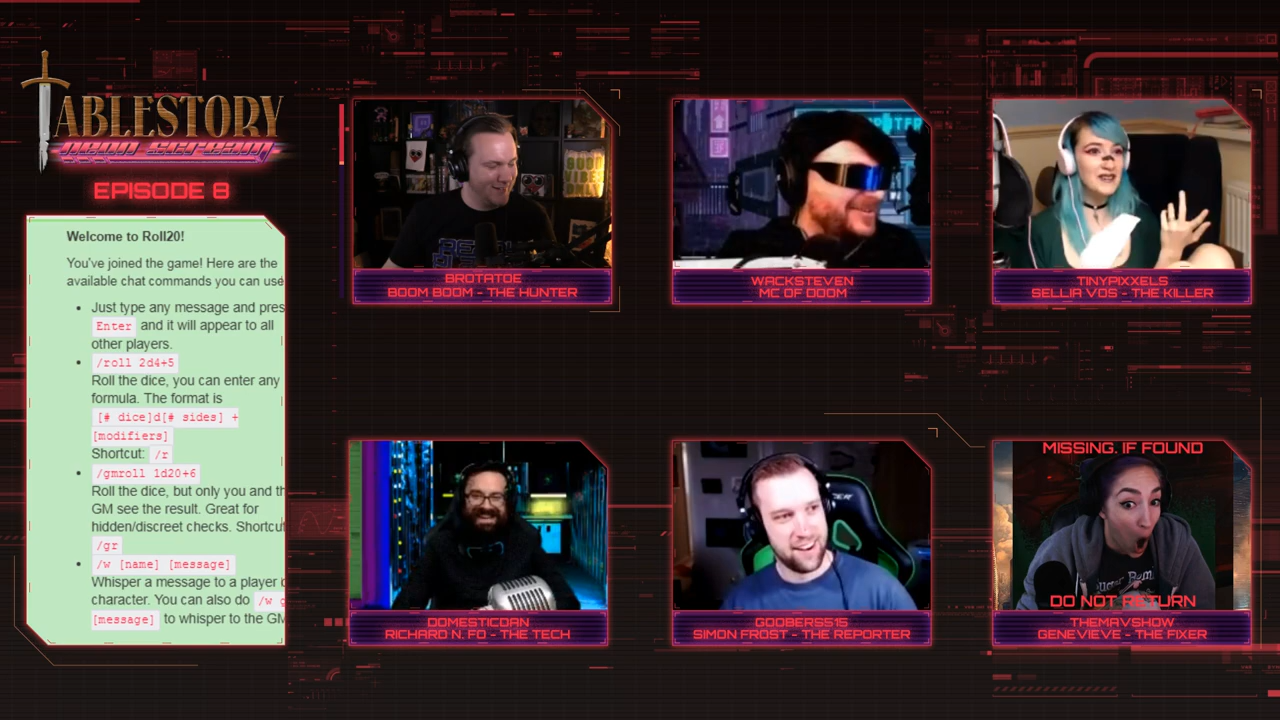 TABLESTORY
neon scream
EPISODE 8
Welcome to Roll20!
You've joined the game! Here are the
available chat commands you can use
• Just type any message and pres
Enter and it will appear to all
other players.
• /roll 2d4+5
Roll the dice, you can enter any
formula. The format is
[# dice]d[# sides] +
[modifiers]
Shortcut: /r
• /gmroll 1d20+6
Roll the dice, but only you and th
GM see the result. Great for
hidden/discreet checks. Shortcut
/gr
• /w [name] [message]
Whisper a message to a player o
character. You can also do /w g
[message] to whisper to the GM
BROTATOE
BOOM BOOM - THE HUNTER
WACKSTEVEN
MC OF DOOM
TINYPIXXELS
SELLIA VOS - THE KILLER
DOMESTICDAN
RICHARD N. FO - THE TECH
GODBERS515
SIMON FROST - THE REPORTER
MISSING. IF FOUND
DO NOT RETURN
THEMAVSHOW
GENEVIEVE - THE FIXER